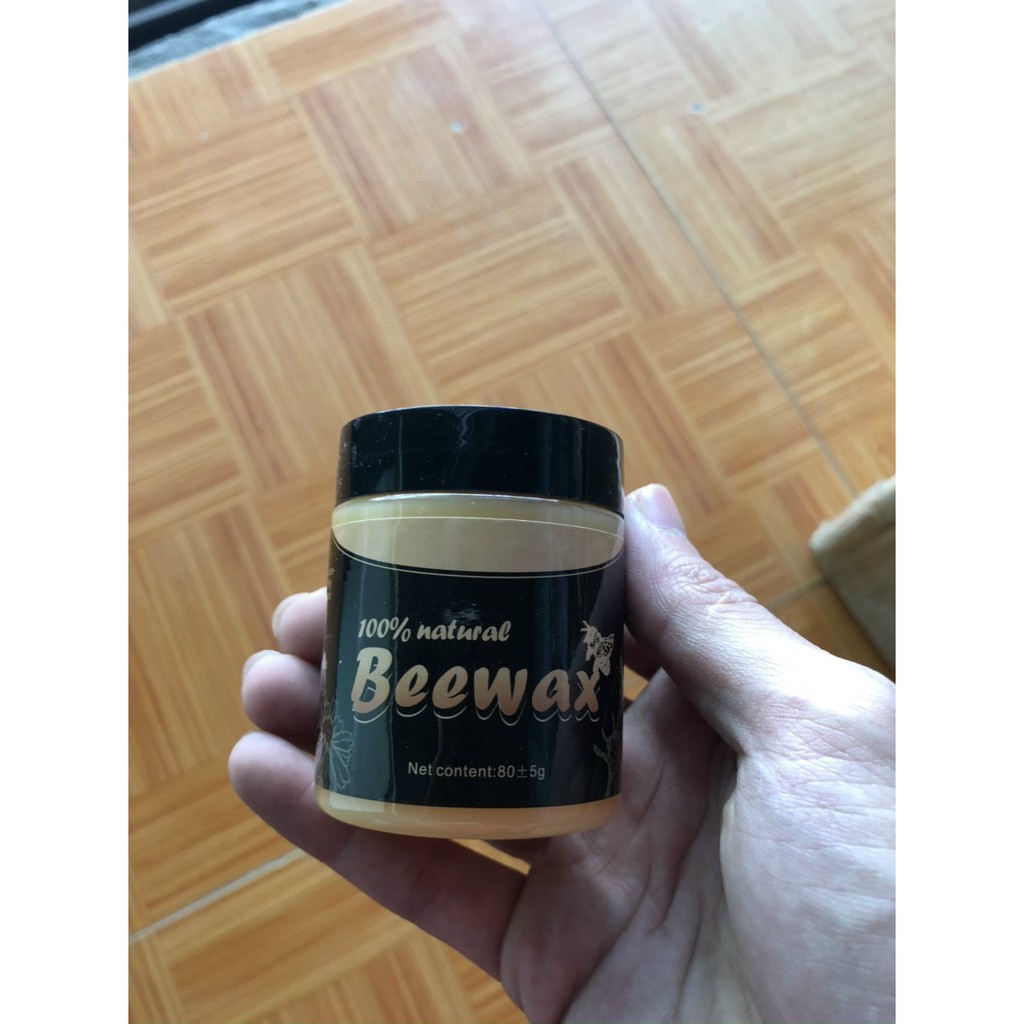 100% natural
Beewax
Net content:80±5g